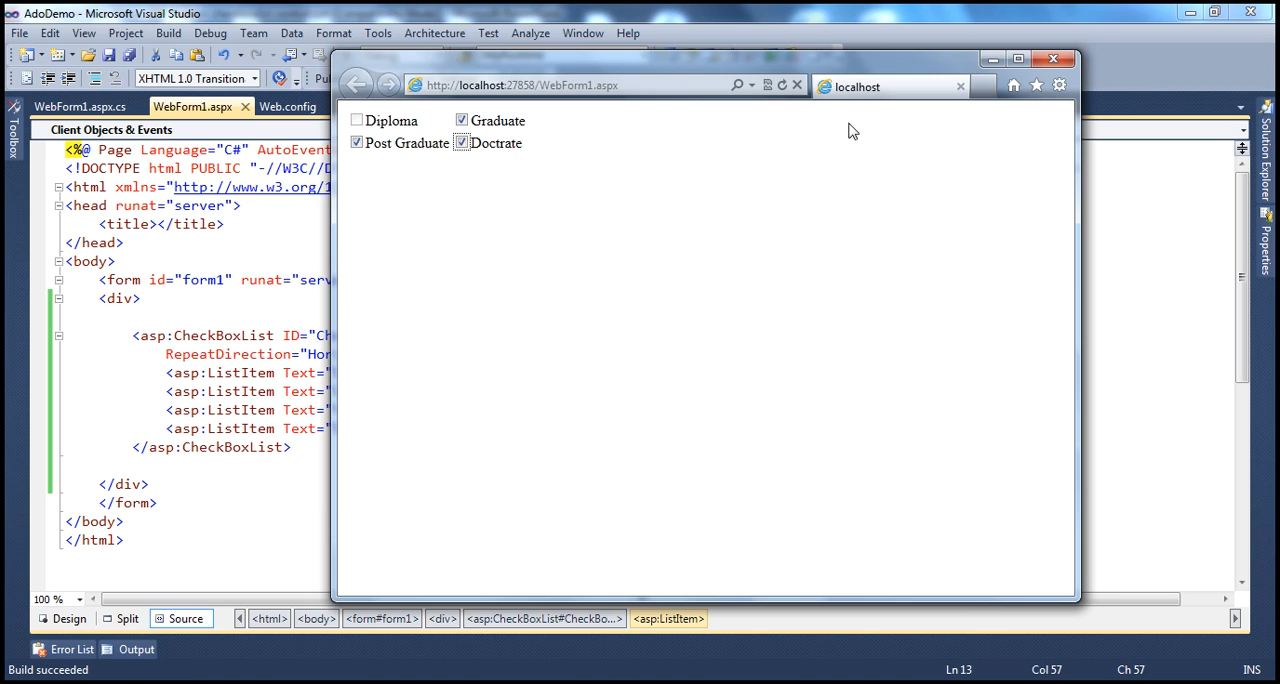 AdoDemo - Microsoft Visual Studio
File Edit View Project Build Debug Team Data Format Tools Architecture Test Analyze Window Help
XHTML 1.0 Transition
http://localhost:27858/WebForm1.aspx
localhost
WebForm1.aspx.cs WebForm1.aspx Web.config
Client Objects & Events
Toolbox
Solution Explorer
Properties
Diploma Graduate
Post Graduate Doctrate
<%@ Page Language="C#" AutoEvent
<!DOCTYPE html PUBLIC "-//W3C//D
<html xmlns="http://www.w3.org/1
<head runat="server">
<title></title>
</head>
<body>
<form id="form1" runat="serv
<div>
<asp:CheckBoxList ID="Ch
RepeatDirection="Hor
<asp:ListItem Text="
<asp:ListItem Text="
<asp:ListItem Text="
<asp:ListItem Text="
</asp:CheckBoxList>
</div>
</form>
</body>
</html>
100 %
Design Split Source <html> <body> <form#form1> <div> <asp:CheckBoxList#CheckBo...> <asp:ListItem>
Error List Output
Build succeeded Ln 13 Col 57 Ch 57 INS